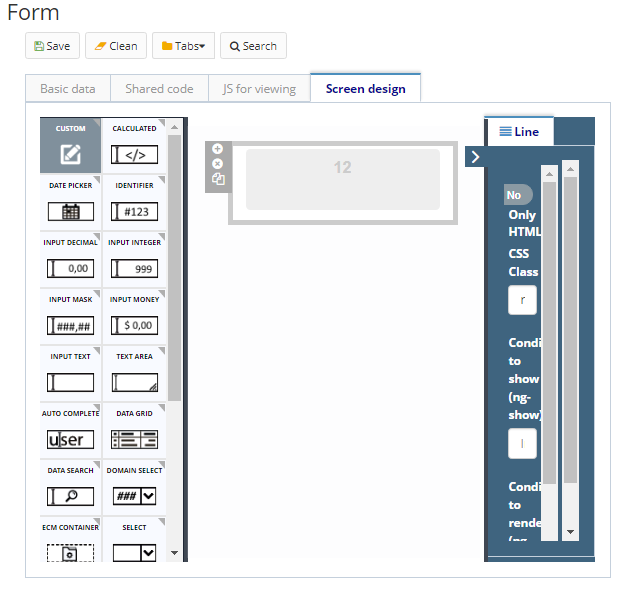 Form
Save Clean Tabs Search
Basic data Shared code JS for viewing Screen design
CUSTOM CALCULATED
</>
DATE PICKER IDENTIFIER
#123
INPUT DECIMAL INPUT INTEGER
0,00 999
INPUT MASK INPUT MONEY
###,## $ 0,00
INPUT TEXT TEXT AREA
AUTO COMPLETE DATA GRID
user
DATA SEARCH DOMAIN SELECT
###
ECM CONTAINER SELECT
12
Line
No
Only
HTML
CSS
Class
r
Condi
to
show
(ng-
show)
Condi
to
rende